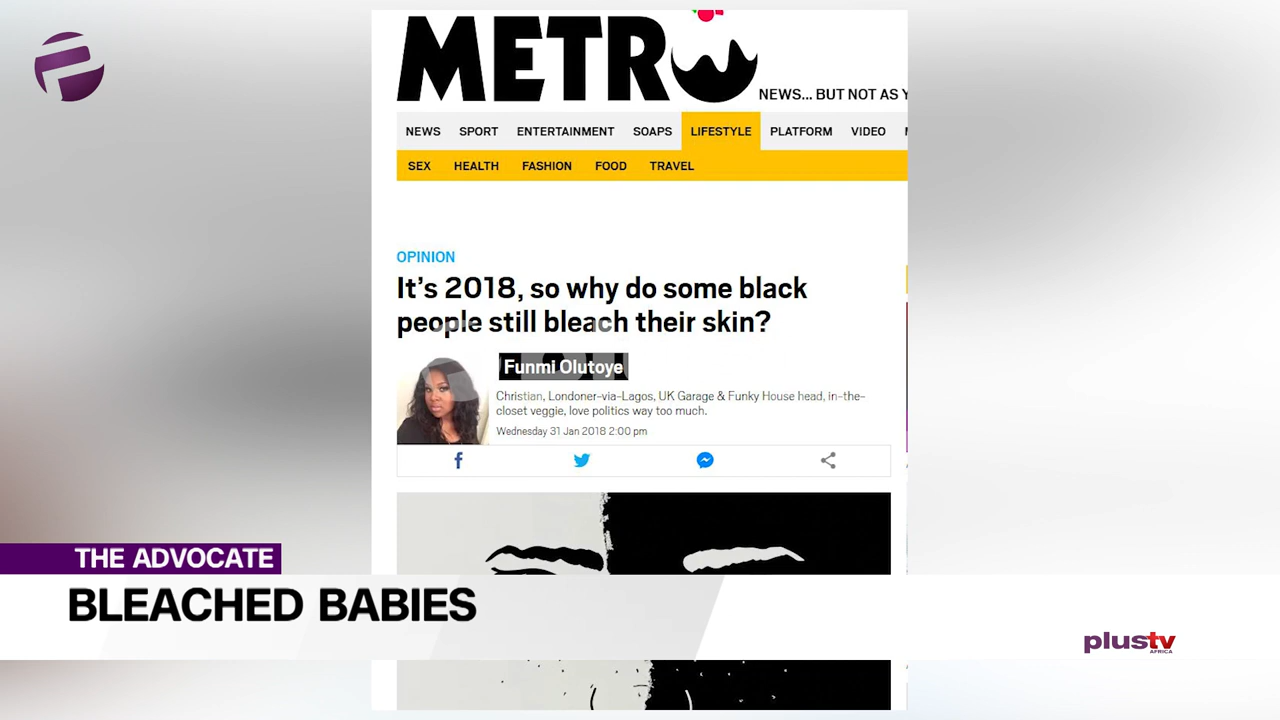 METRO
NEWS... BUT NOT AS
NEWS SPORT ENTERTAINMENT SOAPS LIFESTYLE PLATFORM VIDEO
SEX HEALTH FASHION FOOD TRAVEL
OPINION
It's 2018, so why do some black
people still bleach their skin?
Funmi Olutoye
Christian, Londoner-via-Lagos, UK Garage & Funky House head, in-the-
closet veggie, love politics way too much.
Wednesday 31 Jan 2018 2:00 pm
THE ADVOCATE
BLEACHED BABIES
plustv
AFRICA